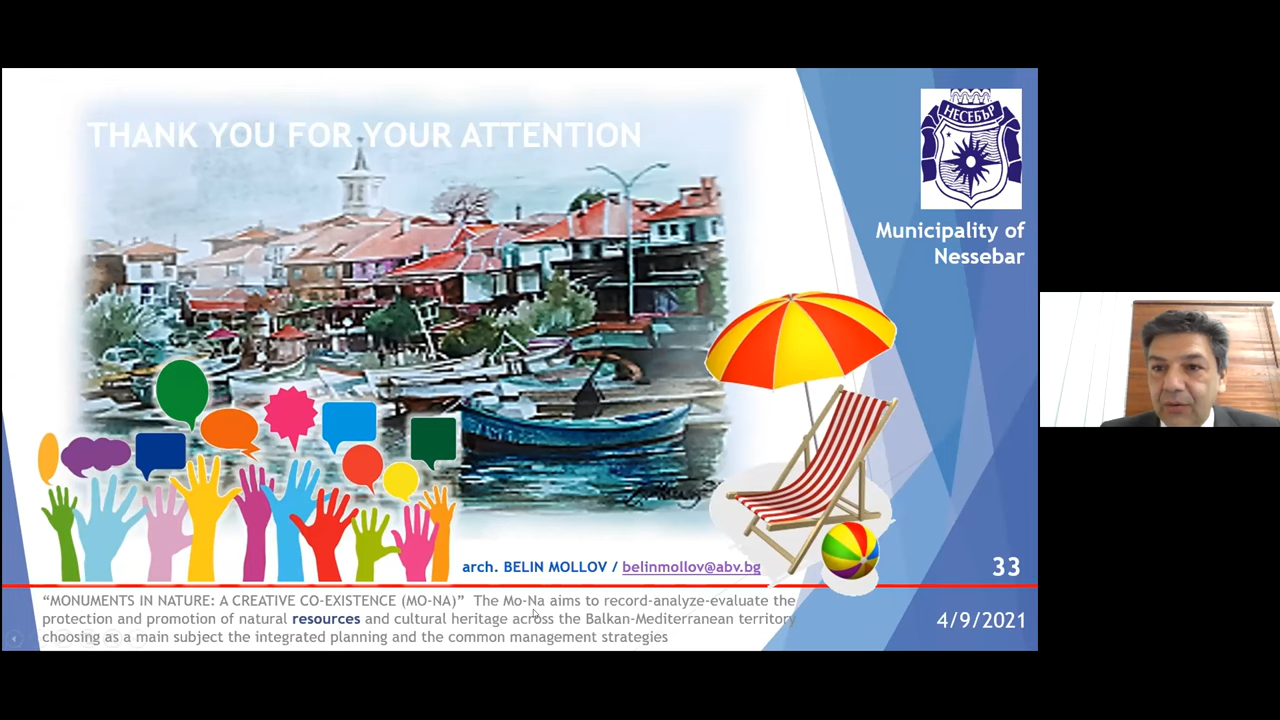 THANK YOU FOR YOUR ATTENTION
НЕСЕБЪР
Municipality of
Nessebar
arch. BELIN MOLLOV / belinmollov@abv.bg
33
“MONUMENTS IN NATURE: A CREATIVE CO-EXISTENCE (MO-NA)” The Mo-Na aims to record-analyze-evaluate the
protection and promotion of natural resources and cultural heritage across the Balkan-Mediterranean territory
choosing as a main subject the integrated planning and the common management strategies
4/9/2021